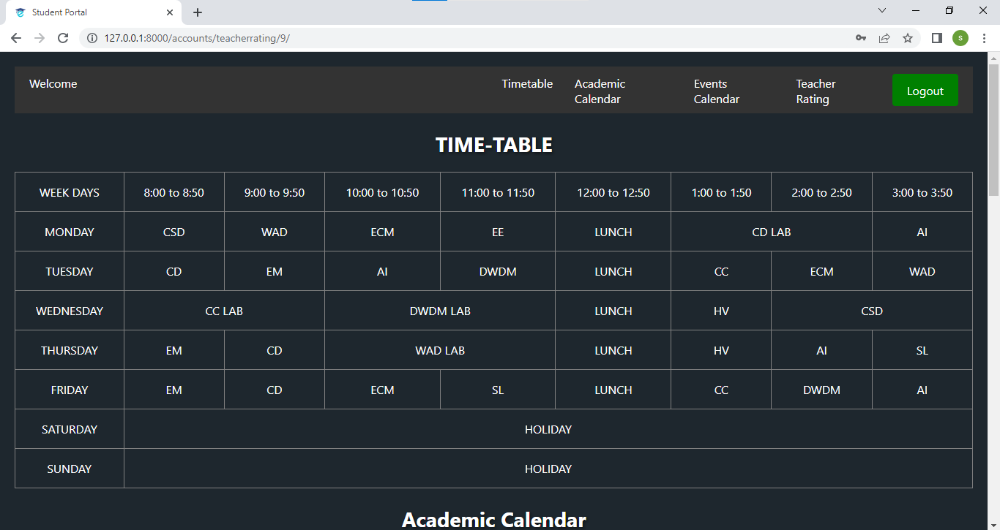 Student Portal
127.0.0.1:8000/accounts/teacherrating/9/
S
Welcome Timetable Academic Calendar Events Calendar Teacher Rating Logout
TIME-TABLE
WEEK DAYS 8:00 to 8:50 9:00 to 9:50 10:00 to 10:50 11:00 to 11:50 12:00 to 12:50 1:00 to 1:50 2:00 to 2:50 3:00 to 3:50
MONDAY CSD WAD ECM EE LUNCH CD LAB AI
TUESDAY CD EM AI DWDM LUNCH CC ECM WAD
WEDNESDAY CC LAB DWDM LAB LUNCH HV CSD
THURSDAY EM CD WAD LAB LUNCH HV AI SL
FRIDAY EM CD ECM SL LUNCH CC DWDM AI
SATURDAY HOLIDAY
SUNDAY HOLIDAY
Academic Calendar